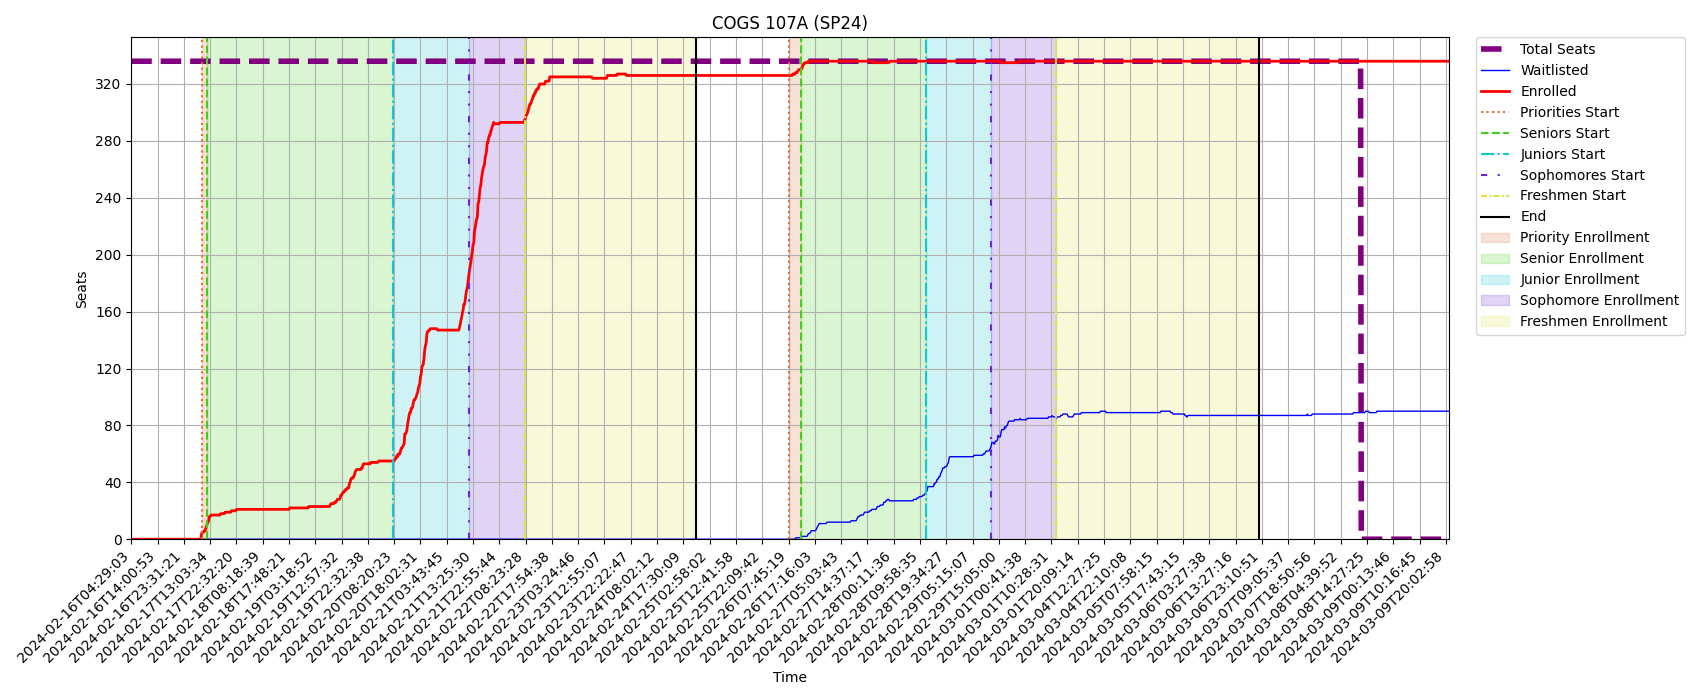 COGS 107A (SP24)
Seats
320
280
240
200
160
120
80
40
0
2024-02-16T04:29:03
2024-02-16T14:00:53
2024-02-16T23:31:21
2024-02-17T13:03:34
2024-02-17T22:32:20
2024-02-18T08:18:39
2024-02-18T17:48:21
2024-02-19T03:18:52
2024-02-19T12:57:32
2024-02-19T22:32:38
2024-02-20T08:20:23
2024-02-20T18:02:31
2024-02-21T03:43:45
2024-02-21T13:25:30
2024-02-21T22:55:44
2024-02-22T08:23:28
2024-02-22T17:54:38
2024-02-23T03:24:46
2024-02-23T12:55:07
2024-02-23T22:22:47
2024-02-24T08:02:12
2024-02-24T17:30:09
2024-02-25T02:58:02
2024-02-25T12:41:58
2024-02-25T22:09:42
2024-02-26T07:45:19
2024-02-26T17:16:03
2024-02-27T05:03:43
2024-02-27T14:37:17
2024-02-28T00:11:36
2024-02-28T09:58:35
2024-02-28T19:34:27
2024-02-29T05:15:07
2024-02-29T15:05:00
2024-03-01T00:41:38
2024-03-01T10:28:31
2024-03-01T20:09:14
2024-03-04T12:27:25
2024-03-04T22:10:08
2024-03-05T07:58:15
2024-03-05T17:43:15
2024-03-06T03:27:38
2024-03-06T13:27:16
2024-03-06T23:10:51
2024-03-07T09:05:37
2024-03-07T18:50:56
2024-03-08T04:39:52
2024-03-08T14:27:25
2024-03-09T00:13:46
2024-03-09T10:16:45
2024-03-09T20:02:58
Time
Total Seats
Waitlisted
Enrolled
Priorities Start
Seniors Start
Juniors Start
Sophomores Start
Freshmen Start
End
Priority Enrollment
Senior Enrollment
Junior Enrollment
Sophomore Enrollment
Freshmen Enrollment